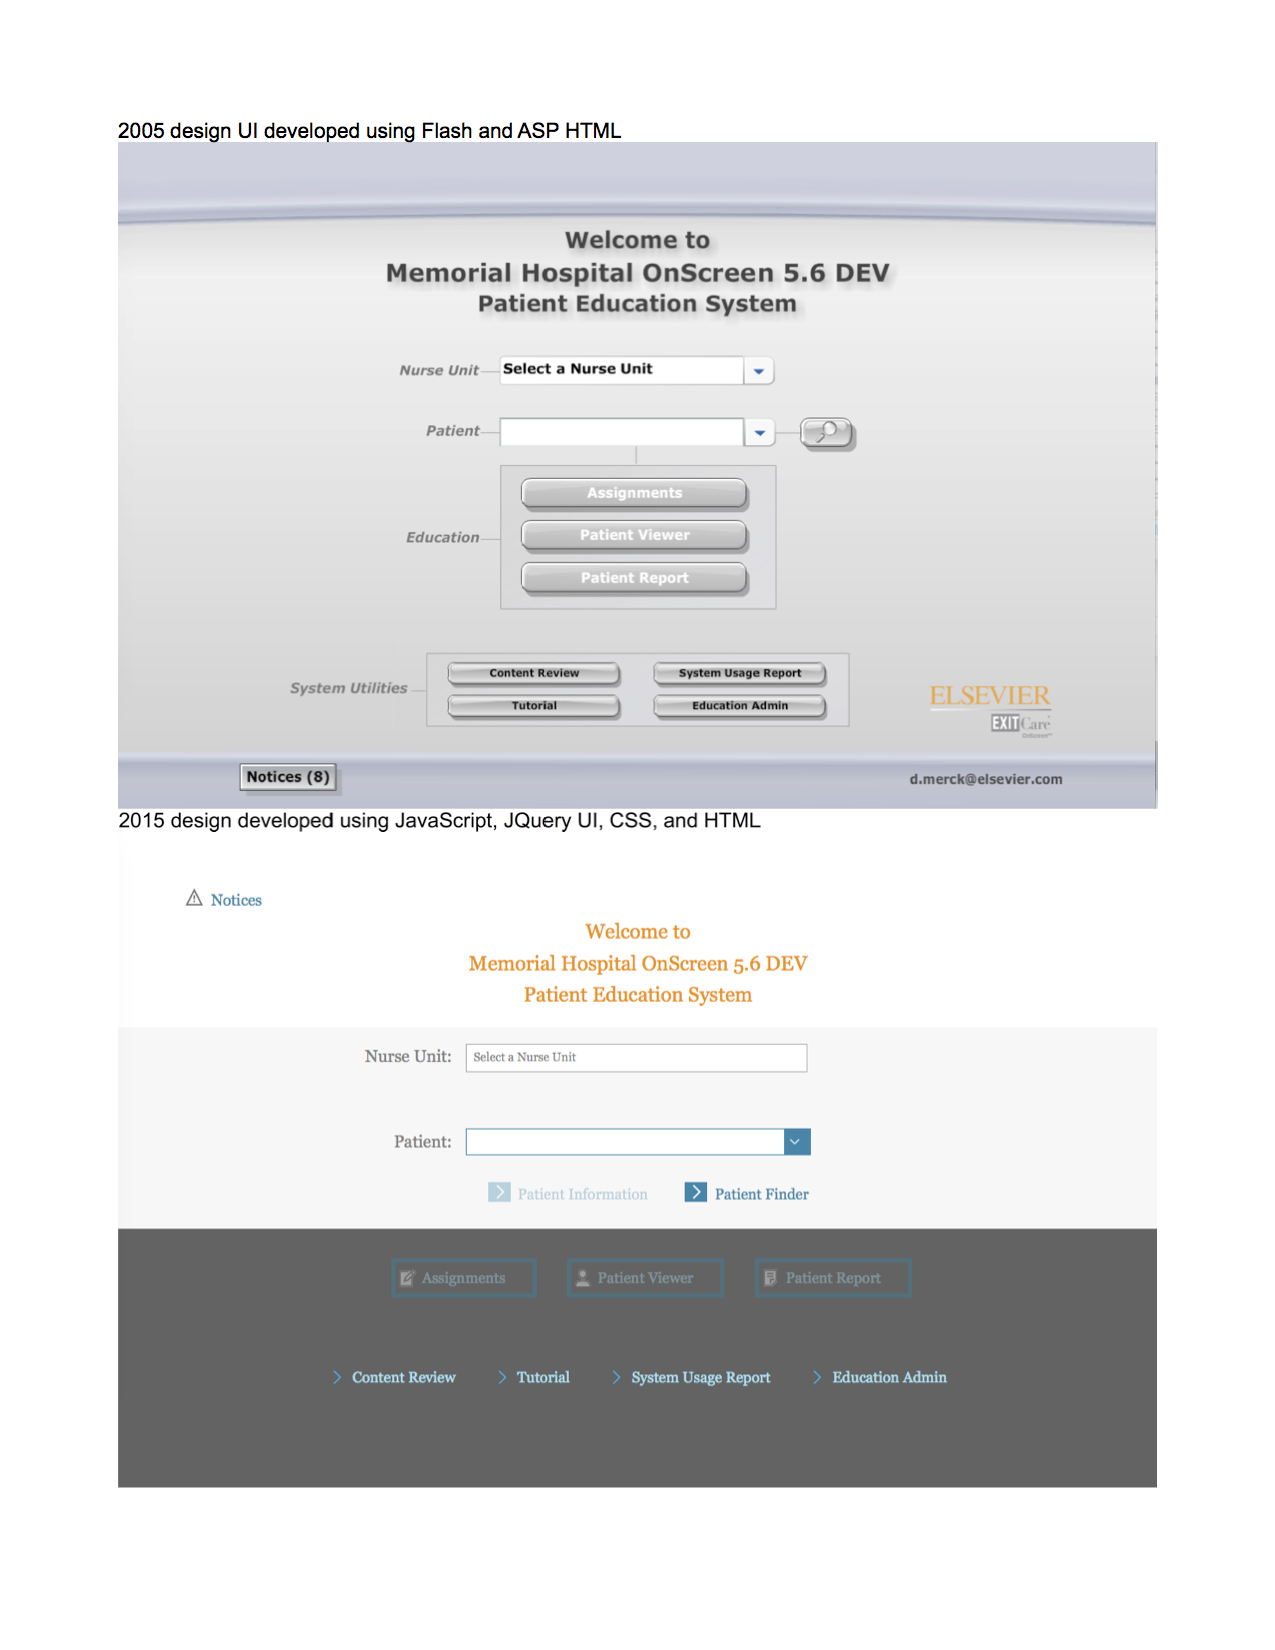 2005 design UI developed using Flash and ASP HTML
Welcome to
Memorial Hospital OnScreen 5.6 DEV
Patient Education System
Nurse Unit
Select a Nurse Unit
Patient
Assignments
Education
Patient Viewer
Patient Report
Content Review
System Usage Report
System Utilities
Tutorial
Education Admin
ELSEVIER
EXIT Care
OnScreen™
Notices (8)
d.merck@elsevier.com
2015 design developed using JavaScript, JQuery UI, CSS, and HTML
Notices
Welcome to
Memorial Hospital OnScreen 5.6 DEV
Patient Education System
Nurse Unit:
Select a Nurse Unit
Patient:
Patient Information
Patient Finder
Assignments
Patient Viewer
Patient Report
Content Review
Tutorial
System Usage Report
Education Admin